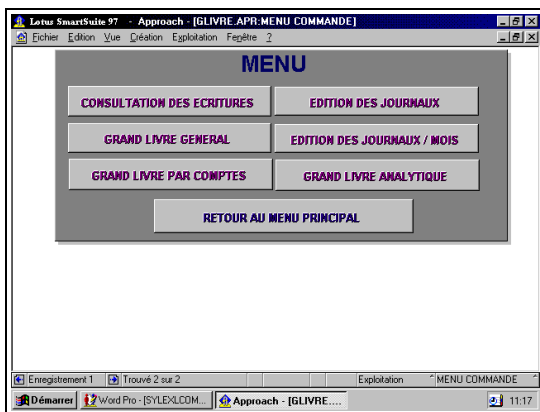 Lotus SmartSuite 97 - Approach - [GLIVRE.APR:MENU COMMANDE]
Fichier Edition Vue Création Exploitation Fenêtre ?
MENU
CONSULTATION DES ECRITURES EDITION DES JOURNAUX
GRAND LIVRE GENERAL EDITION DES JOURNAUX / MOIS
GRAND LIVRE PAR COMPTES GRAND LIVRE ANALYTIQUE
RETOUR AU MENU PRINCIPAL
Enregistrement 1 Trouvé 2 sur 2 Exploitation MENU COMMANDE
Démarrer Word Pro - [SYLEXLCOM... Approach - [GLIVRE.... 11:17